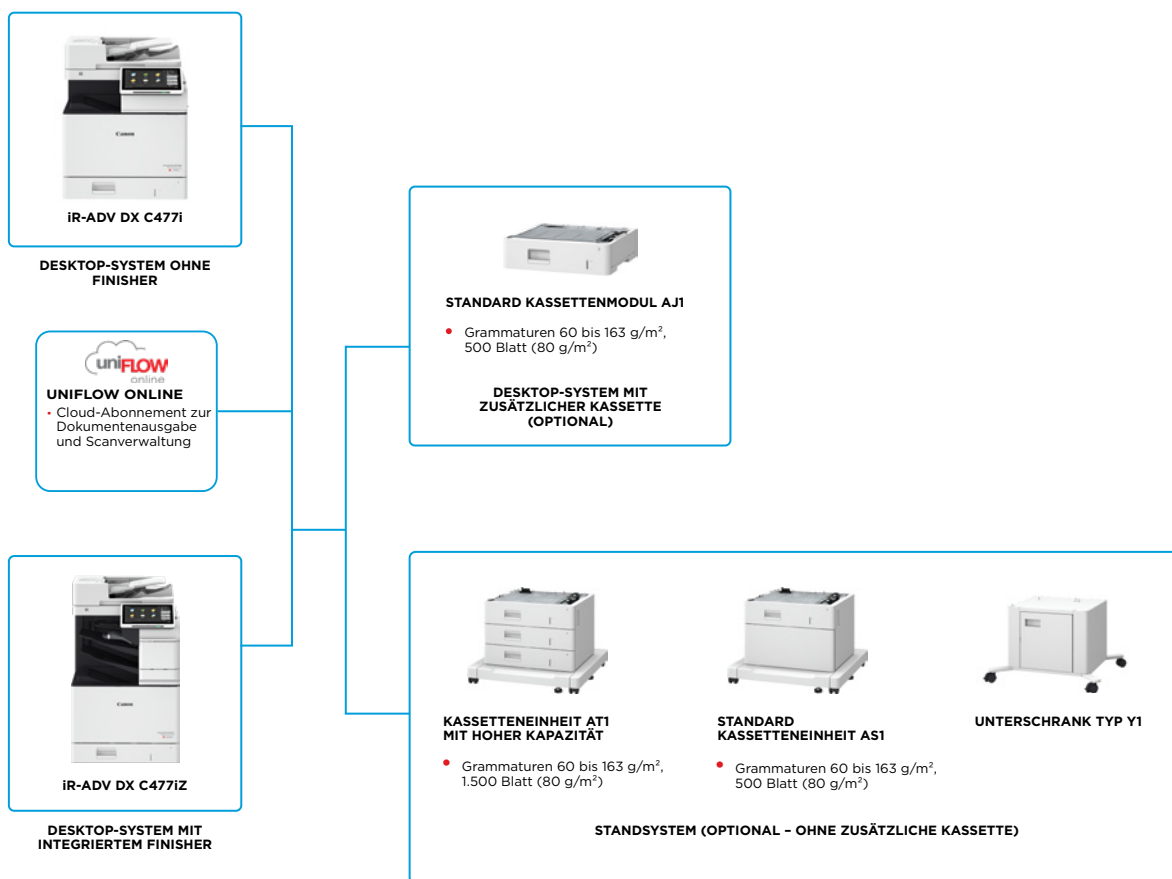 Canon
iR-ADV DX C477i
DESKTOP-SYSTEM OHNE
FINISHER
uniFLOW
online
UNIFLOW ONLINE
• Cloud-Abonnement zur
Dokumentenausgabe
und Scanverwaltung
Canon
iR-ADV DX C477iZ
DESKTOP-SYSTEM MIT
INTEGRIERTEM FINISHER
STANDARD KASSETTENMODUL AJ1
• Grammaturen 60 bis 163 g/m²,
500 Blatt (80 g/m²)
DESKTOP-SYSTEM MIT
ZUSÄTZLICHER KASSETTE
(OPTIONAL)
KASSETTENEINHEIT AT1
MIT HOHER KAPAZITÄT
• Grammaturen 60 bis 163 g/m²,
1.500 Blatt (80 g/m²)
STANDARD
KASSETTENEINHEIT AS1
• Grammaturen 60 bis 163 g/m²,
500 Blatt (80 g/m²)
UNTERSCHRANK TYP Y1
STANDSYSTEM (OPTIONAL – OHNE ZUSÄTZLICHE KASSETTE)